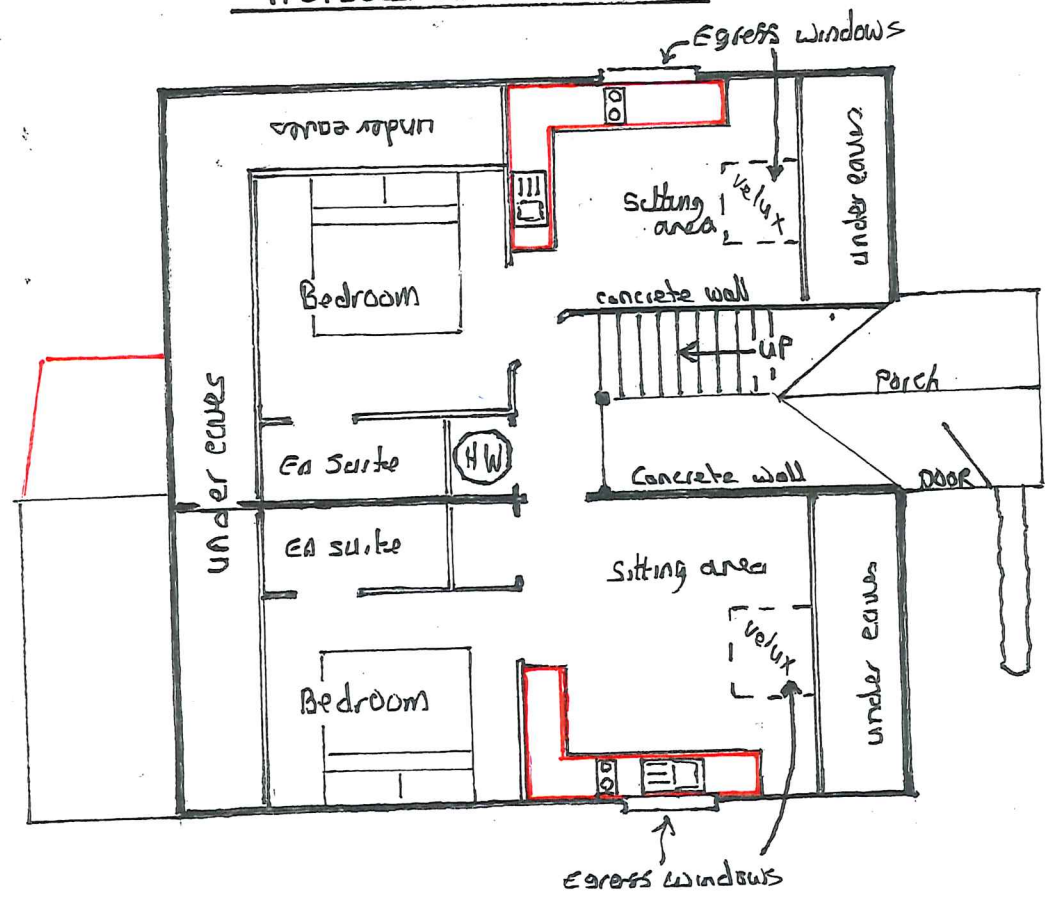 Egress windows
under eaves
velux
Sitting
area
under eaves
Bedroom
concrete wall
UP
Porch
under eaves
En Suite
HW
Concrete wall
DOOR
En suite
Sitting area
velux
under eaves
Bedroom
Egress windows